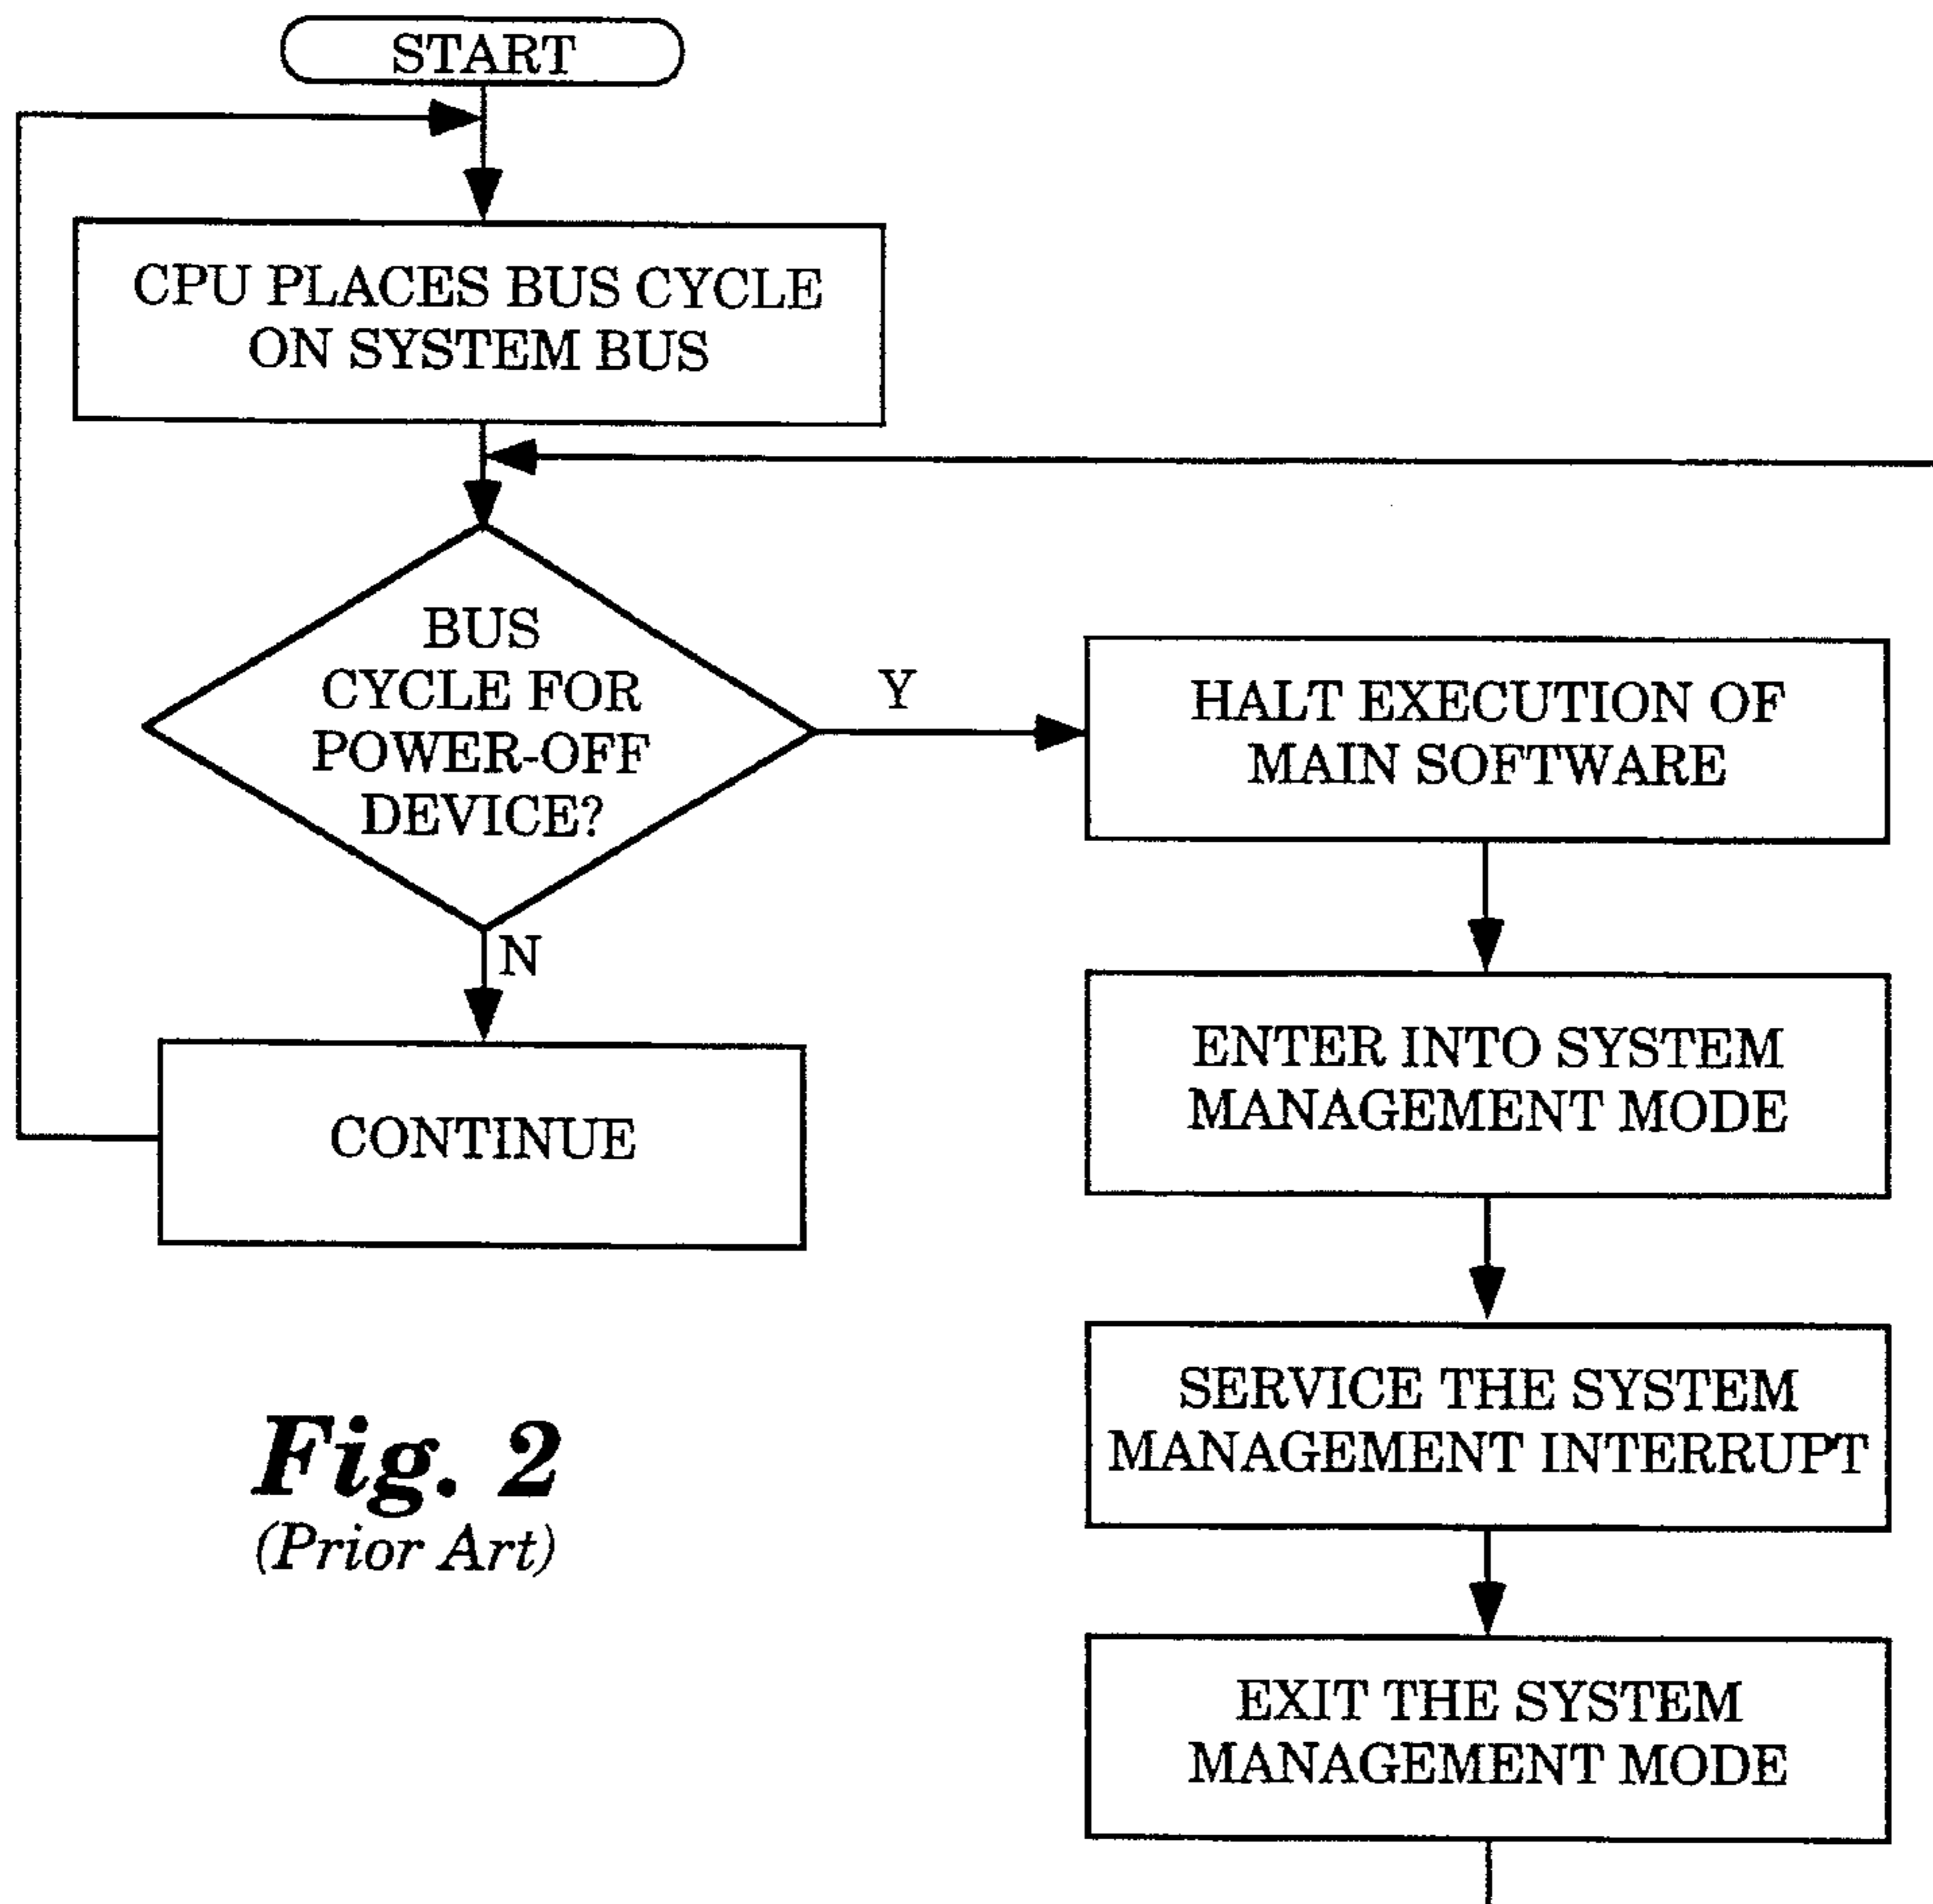 START
CPU PLACES BUS CYCLE
ON SYSTEM BUS
BUS
CYCLE FOR
POWER-OFF
DEVICE?
Y
N
CONTINUE
HALT EXECUTION OF
MAIN SOFTWARE
ENTER INTO SYSTEM
MANAGEMENT MODE
SERVICE THE SYSTEM
MANAGEMENT INTERRUPT
EXIT THE SYSTEM
MANAGEMENT MODE
Fig. 2
(Prior Art)